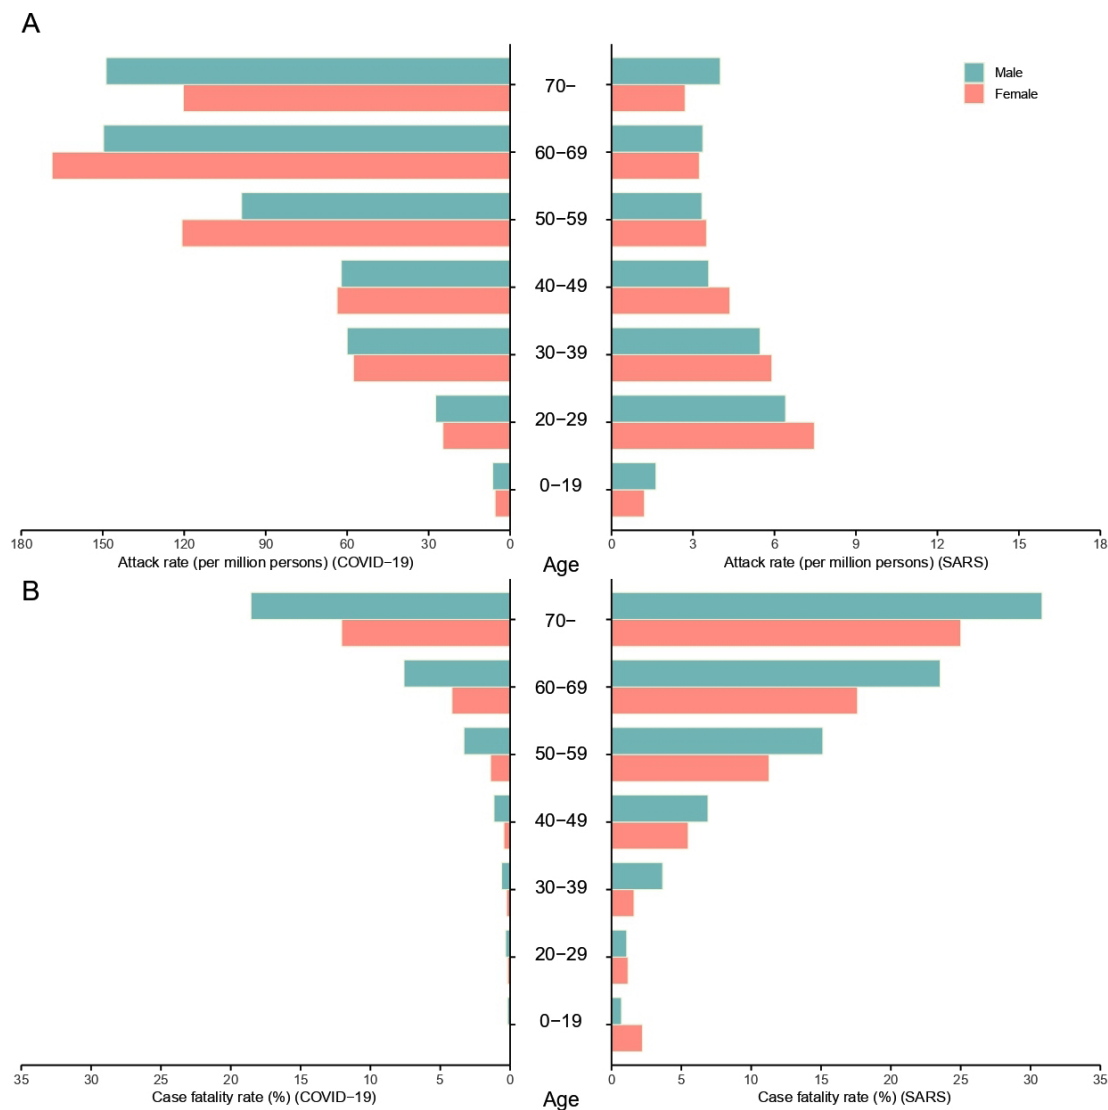 A
Male
Female
70−
60−69
50−59
40−49
30−39
20−29
0−19
180 150 120 90 60 30 0
0 3 6 9 12 15 18
Attack rate (per million persons) (COVID−19)
Age
Attack rate (per million persons) (SARS)
B
70−
60−69
50−59
40−49
30−39
20−29
0−19
35 30 25 20 15 10 5 0
0 5 10 15 20 25 30 35
Case fatality rate (%) (COVID−19)
Age
Case fatality rate (%) (SARS)